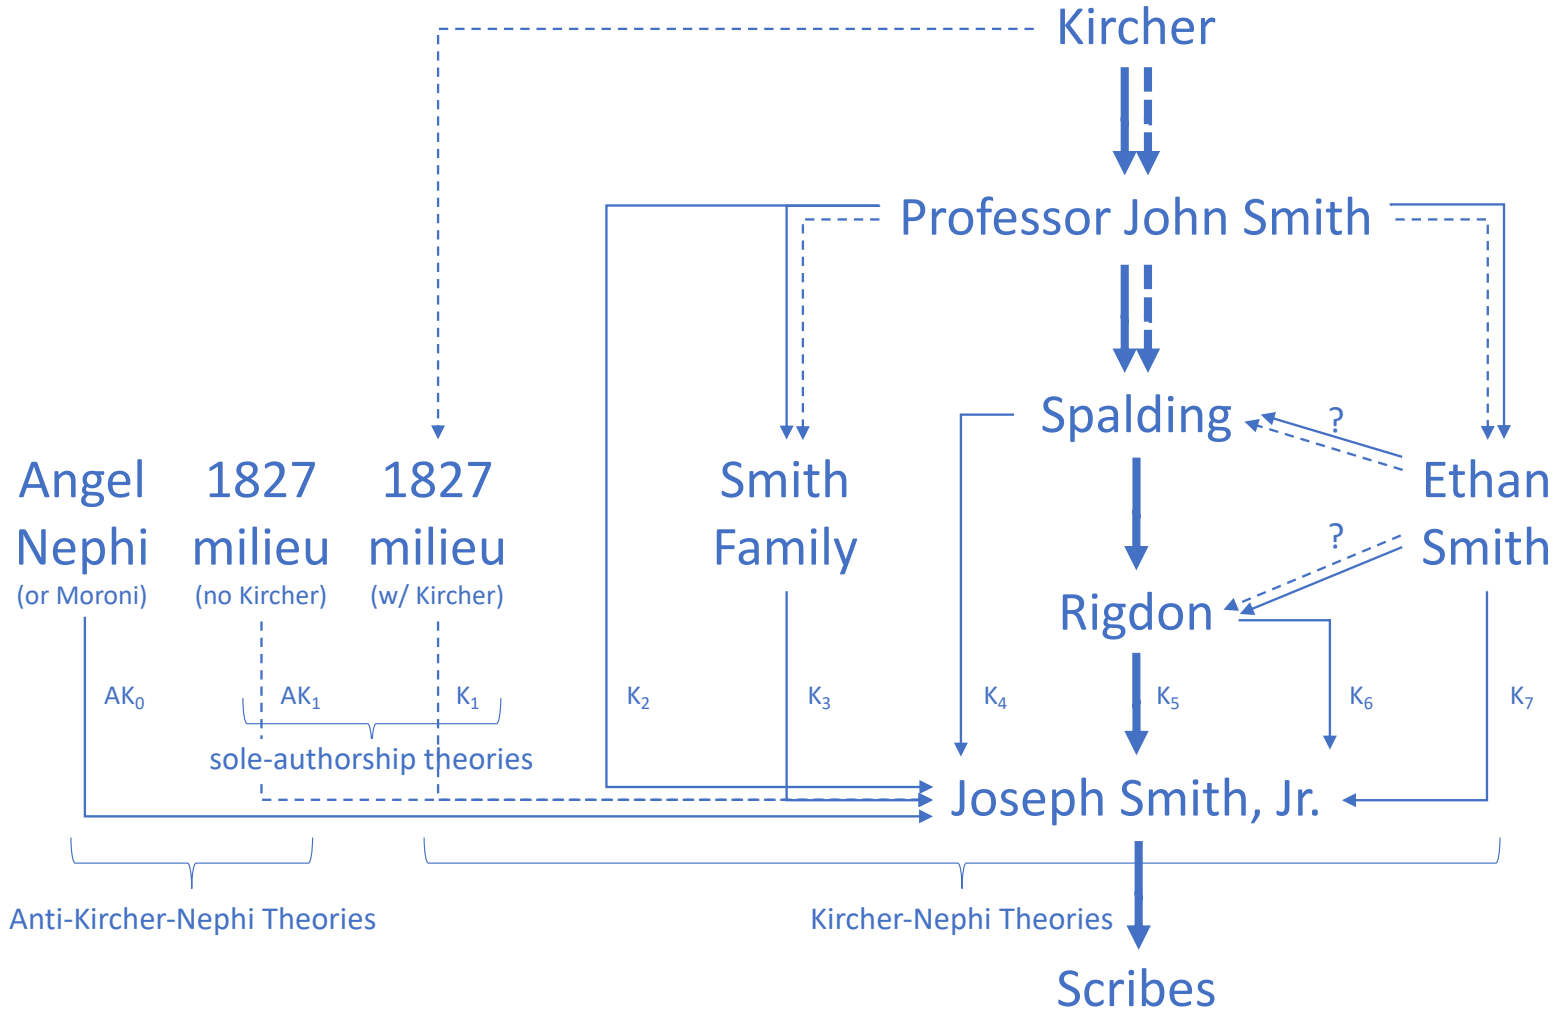 Kircher
Professor John Smith
Spalding
?
Angel
Nephi
(or Moroni)
1827
milieu
(no Kircher)
1827
milieu
(w/ Kircher)
Smith
Family
Ethan
Smith
?
Rigdon
AK₀
AK₁
K₁
K₂
K₃
K₄
K₅
K₆
K₇
sole-authorship theories
Joseph Smith, Jr.
Anti-Kircher-Nephi Theories
Kircher-Nephi Theories
Scribes